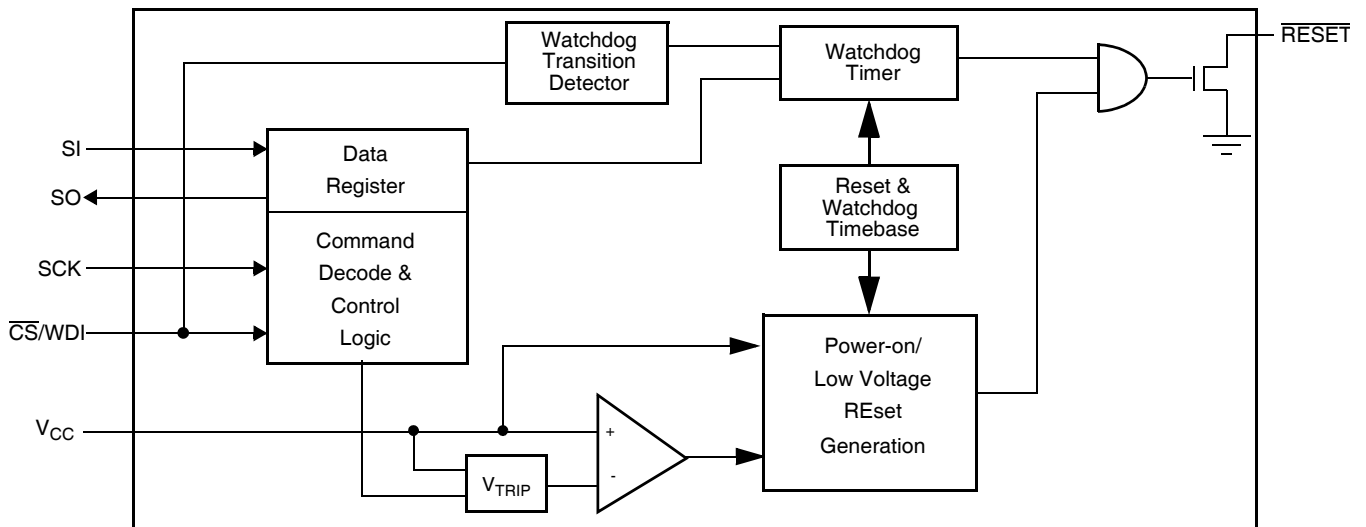 Watchdog
Transition
Detector
Watchdog
Timer
RESET
SI
SO
SCK
CS/WDI
VCC
Data
Register
Command
Decode &
Control
Logic
Reset &
Watchdog
Timebase
Power-on/
Low Voltage
REset
Generation
+
-
VTRIP